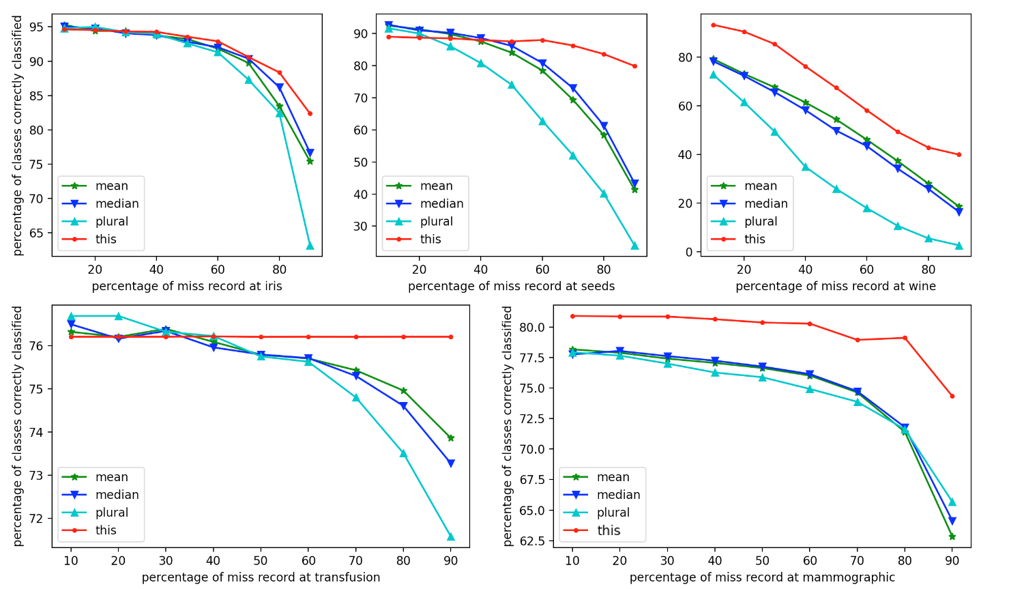 percentage of classes correctly classified
95
90
85
80
75
70
65
mean
median
plural
this
20 40 60 80
percentage of miss record at iris
90
80
70
60
50
40
30
mean
median
plural
this
20 40 60 80
percentage of miss record at seeds
80
60
40
20
0
mean
median
plural
this
20 40 60 80
percentage of miss record at wine
percentage of classes correctly classified
76
75
74
73
72
mean
median
plural
this
10 20 30 40 50 60 70 80 90
percentage of miss record at transfusion
percentage of classes correctly classified
80.0
77.5
75.0
72.5
70.0
67.5
65.0
62.5
mean
median
plural
this
10 20 30 40 50 60 70 80 90
percentage of miss record at mammographic